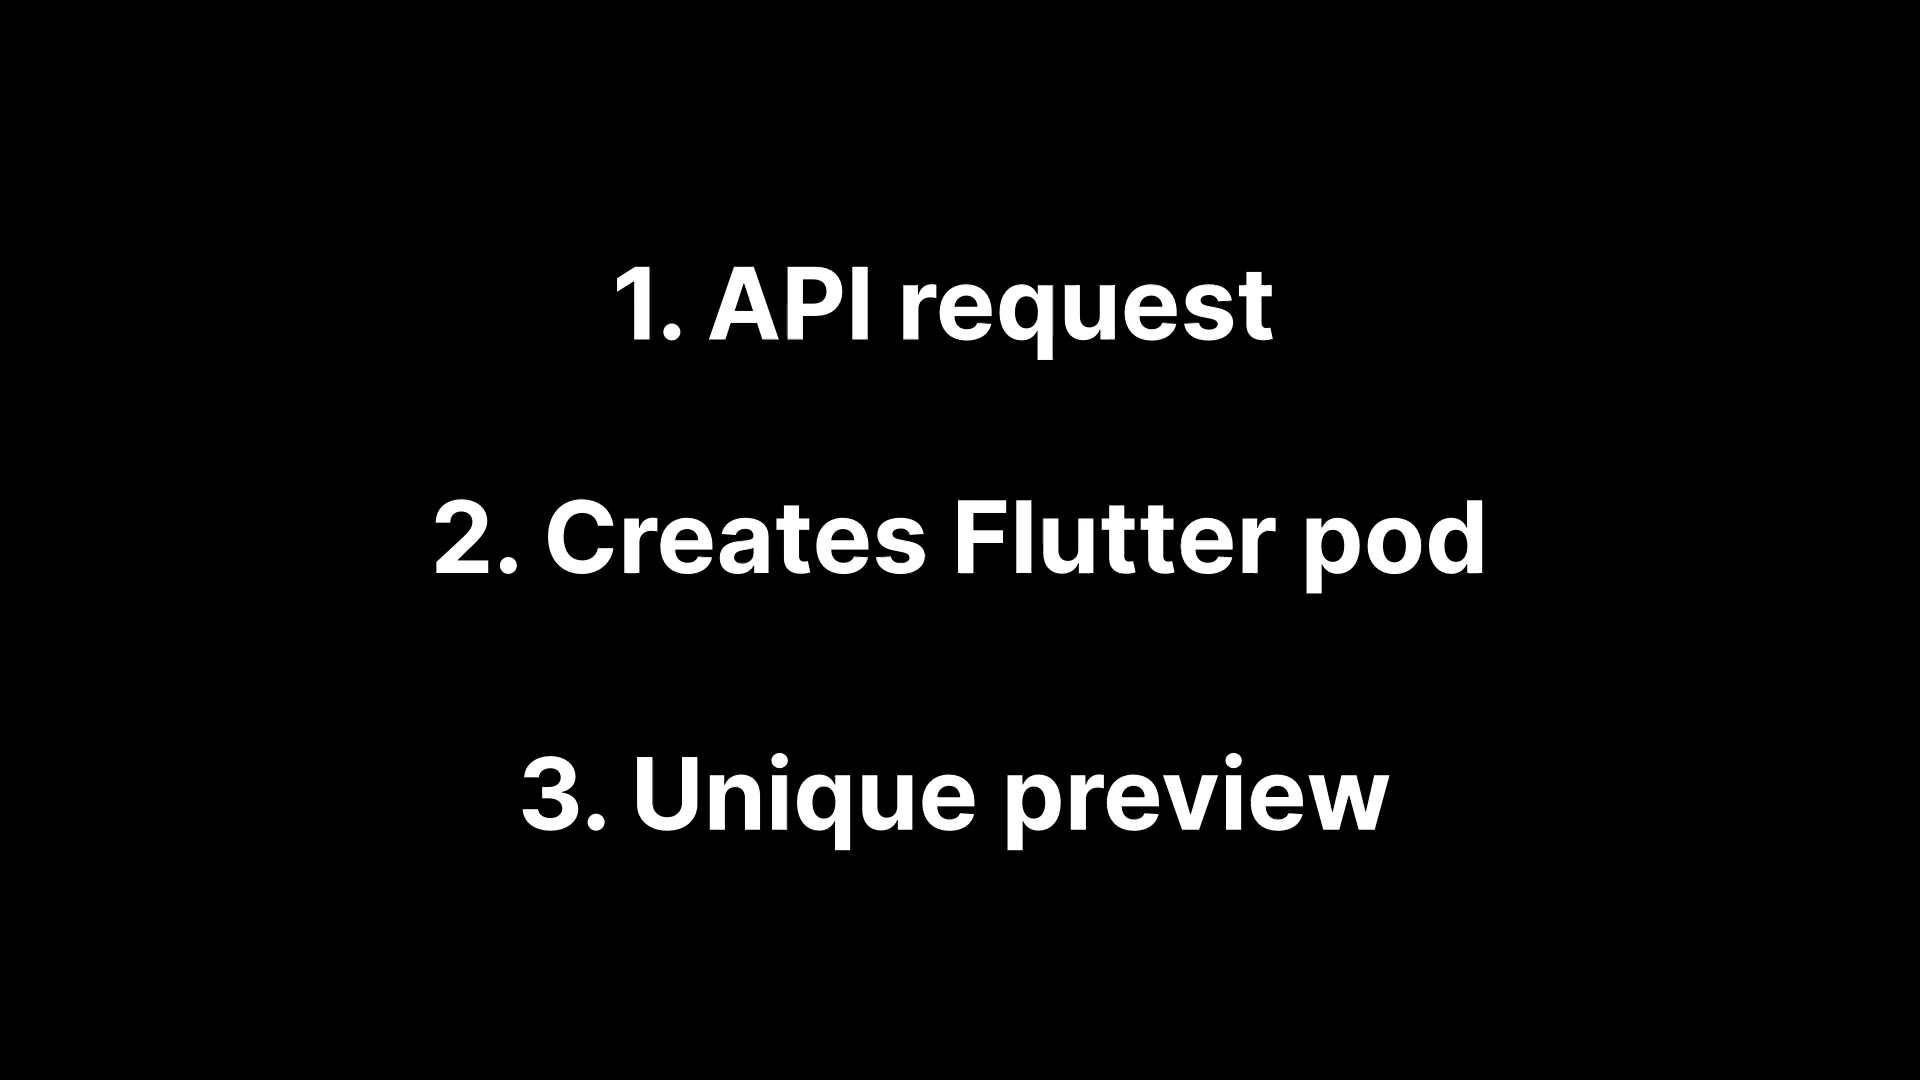 1. API request
2. Creates Flutter pod
3. Unique preview